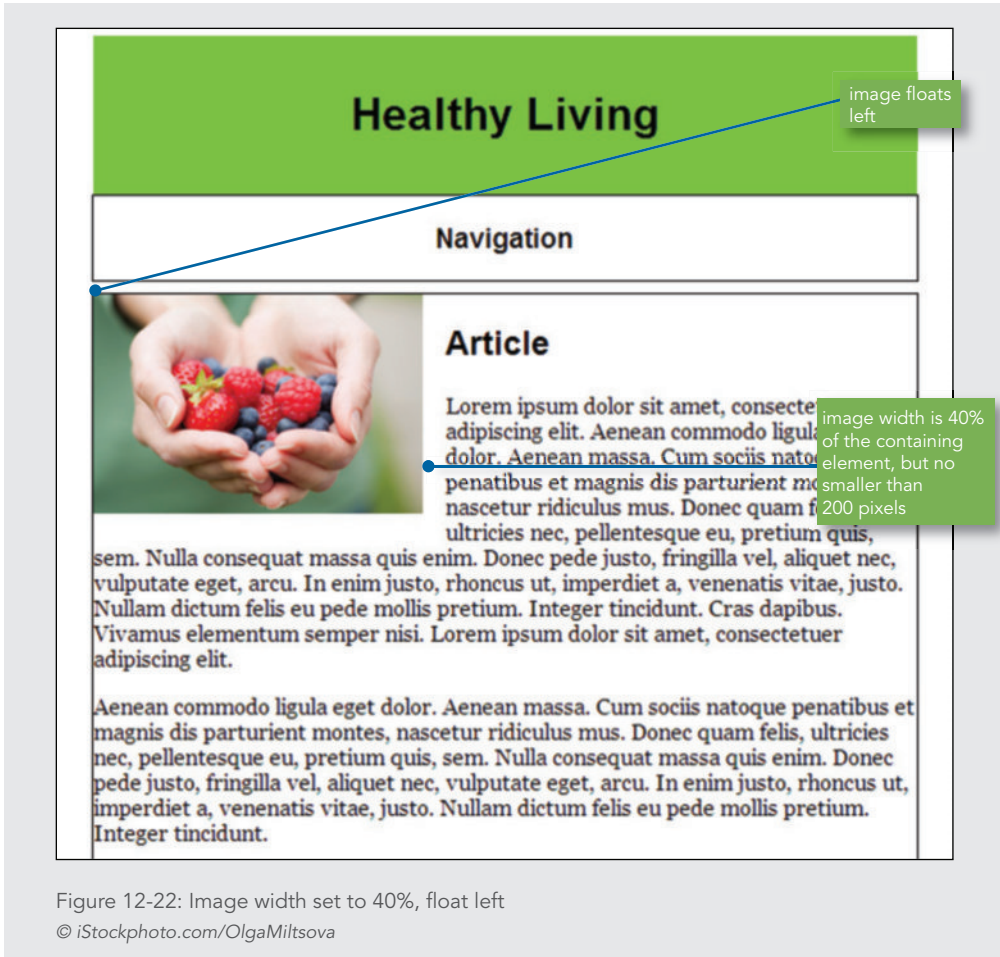 Healthy Living
image floats
left
Navigation
Article
Lorem ipsum dolor sit amet,
adipiscing elit. Aenean commodo ligula
dolor. Aenean massa. Cum sociis
penatibus et magnis dis parturient
nascetur ridiculus mus. Donec quam
ultricies nec, pellentesque eu, pretium quis,
image width is 40%
of the containing
element, but no
smaller than
200 pixels
sem. Nulla consequat massa quis enim. Donec pede justo, fringilla vel, aliquet nec,
vulputate eget, arcu. In enim justo, rhoncus ut, imperdiet a, venenatis vitae, justo.
Nullam dictum felis eu pede mollis pretium. Integer tincidunt. Cras dapibus.
Vivamus elementum semper nisi. Lorem ipsum dolor sit amet, consectetuer
adipiscing elit.
Aenean commodo ligula eget dolor. Aenean massa. Cum sociis natoque penatibus et
magnis dis parturient montes, nascetur ridiculus mus. Donec quam felis, ultricies
nec, pellentesque eu, pretium quis, sem. Nulla consequat massa quis enim. Donec
pede justo, fringilla vel, aliquet nec, vulputate eget, arcu. In enim justo, rhoncus ut,
imperdiet a, venenatis vitae, justo. Nullam dictum felis eu pede mollis pretium.
Integer tincidunt.
Figure 12-22: Image width set to 40%, float left
© iStockphoto.com/OlgaMiltsova